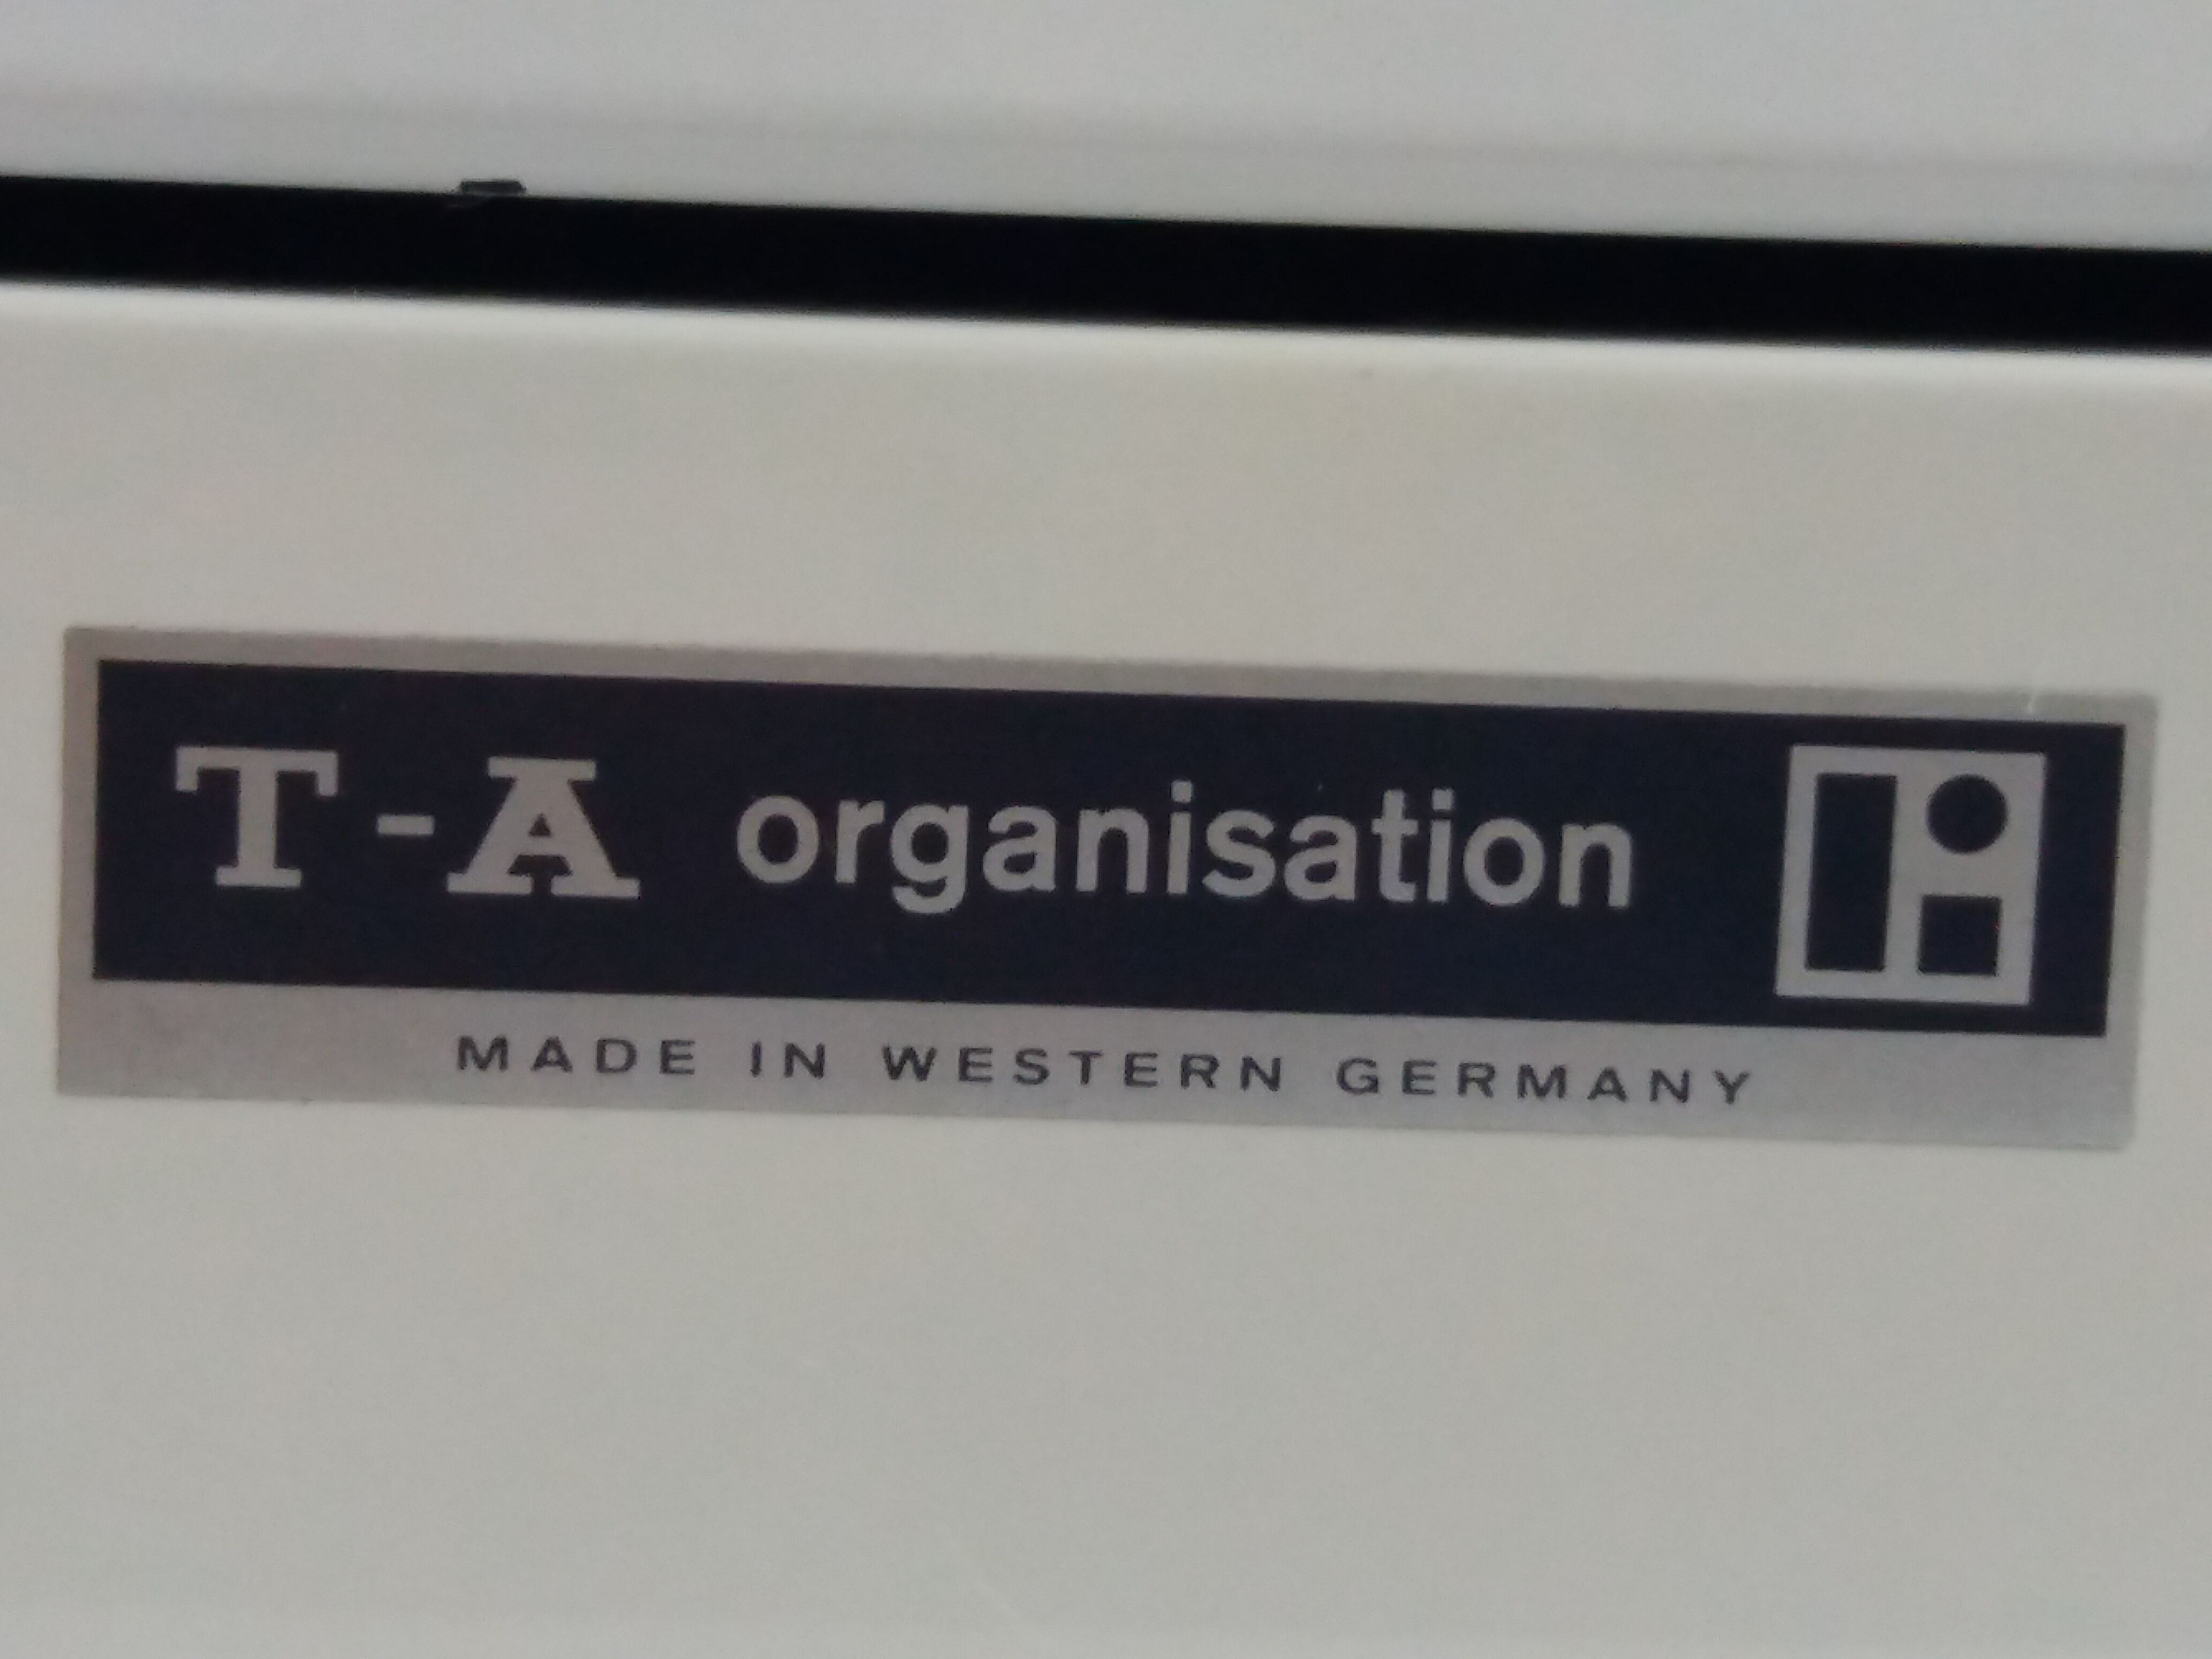 T-A organisation
MADE IN WESTERN GERMANY